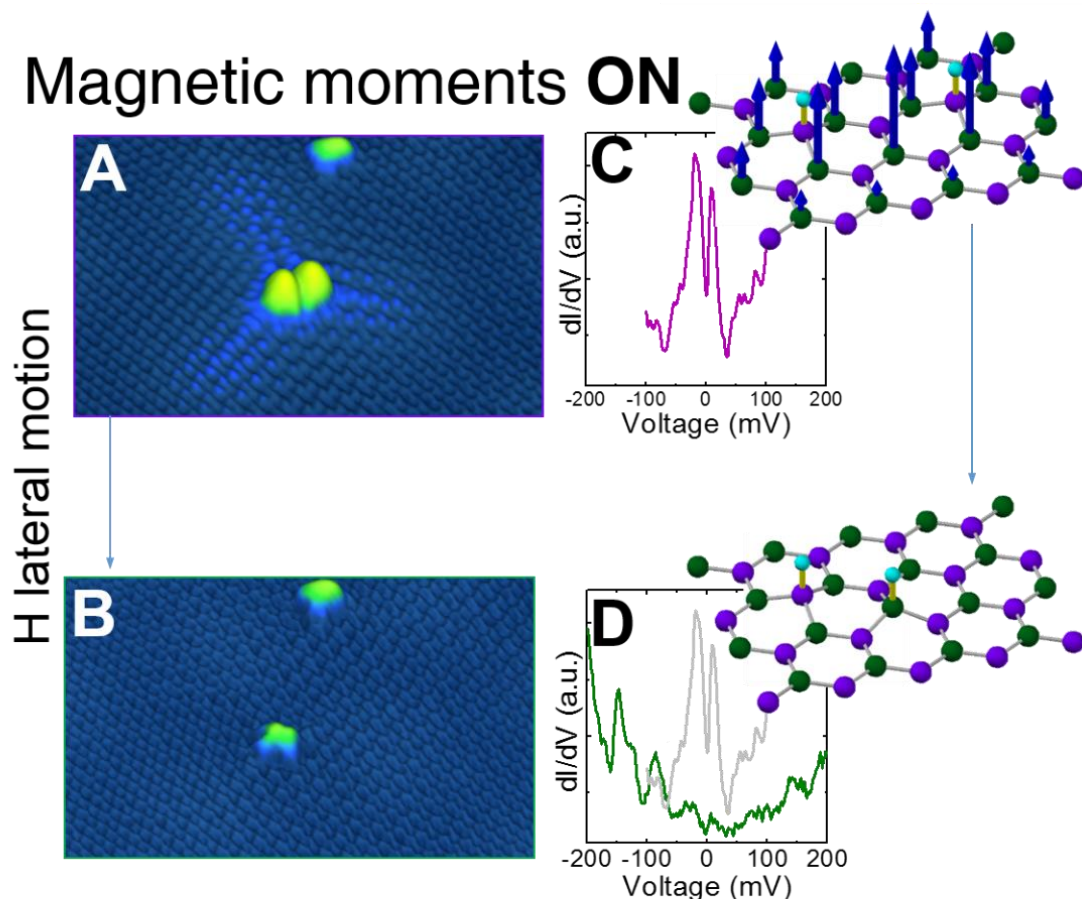 Magnetic moments ON
A
C
dI/dV (a.u.)
-200 -100 0 100 200
Voltage (mV)
H lateral motion
B
D
dI/dV (a.u.)
-200 -100 0 100 200
Voltage (mV)